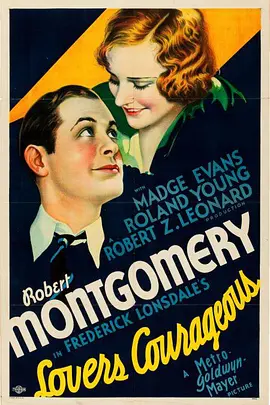 WITH
MADGE EVANS
ROLAND YOUNG
A
ROBERT Z. LEONARD
PRODUCTION
Robert
MONTGOMERY
IN FREDERICK LONSDALE'S
Lovers Courageous
A Metro-
Goldwyn-
Mayer
PICTURE